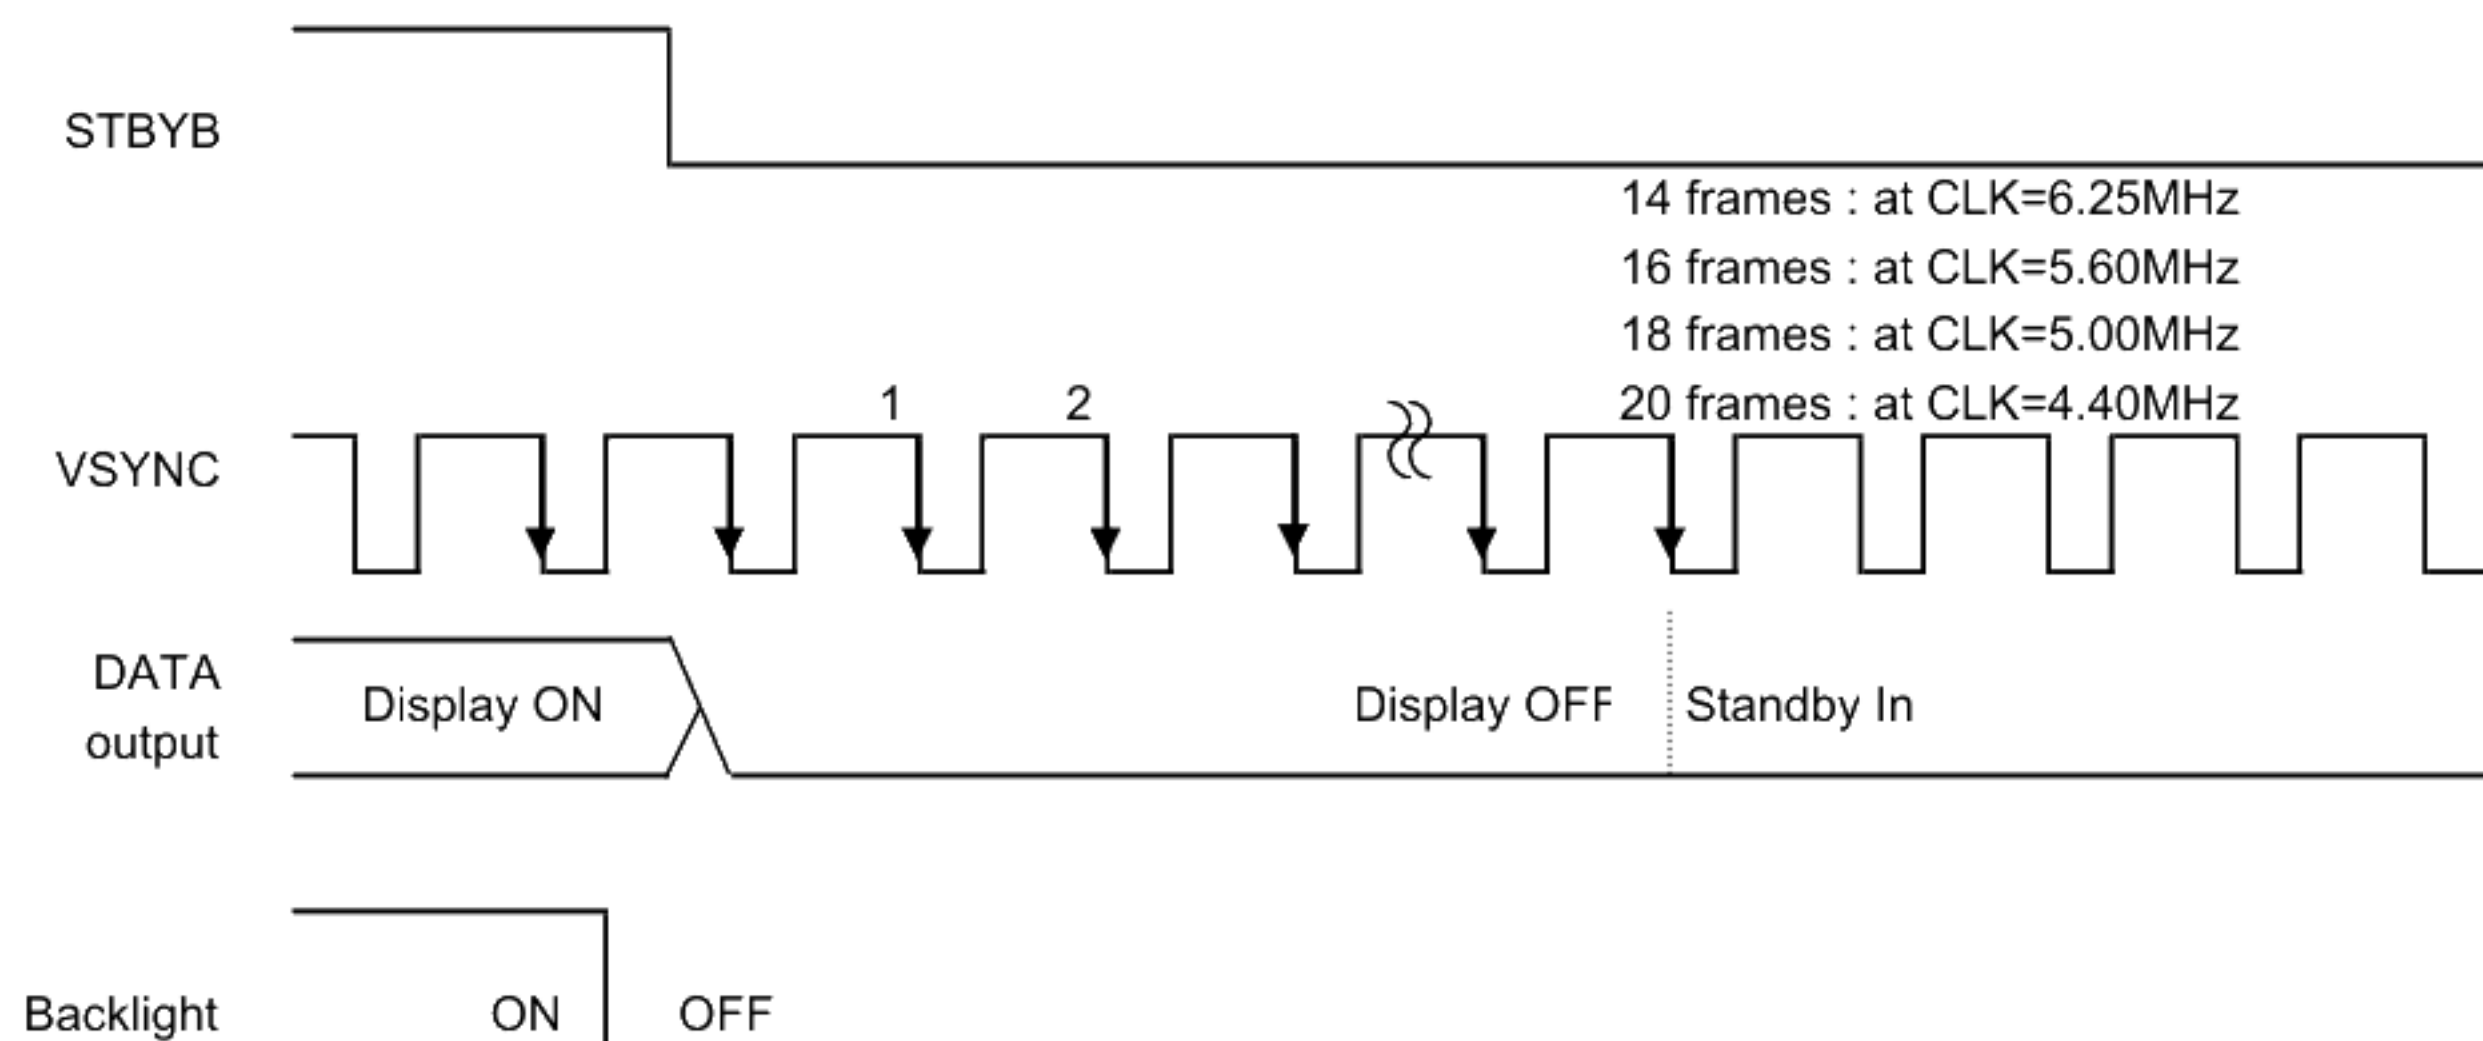 STBYB
14 frames : at CLK=6.25MHz
16 frames : at CLK=5.60MHz
18 frames : at CLK=5.00MHz
1 2 20 frames : at CLK=4.40MHz
VSYNC
DATA
output
Display ON Display OFF Standby In
Backlight ON OFF